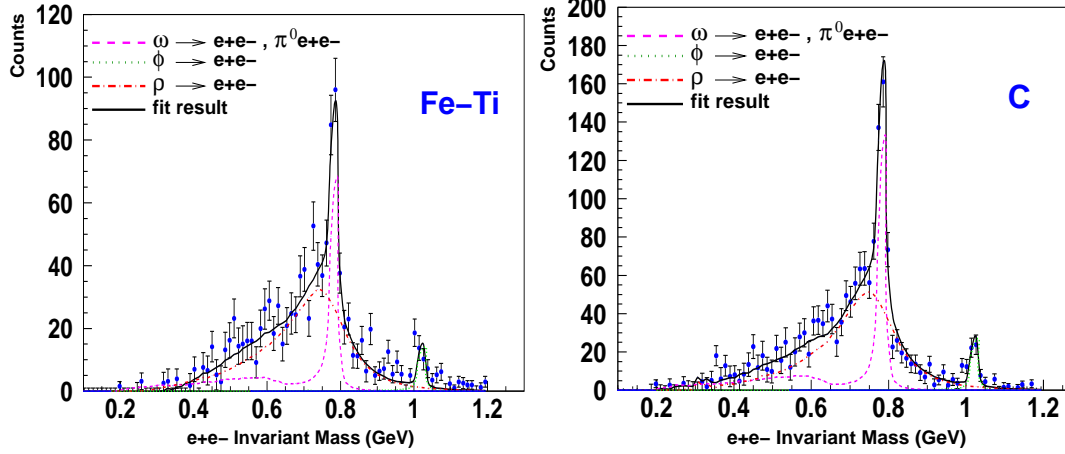 Counts
120
100
80
60
40
20
0
ω → e+e− , π⁰e+e−
ϕ → e+e−
ρ → e+e−
fit result
Fe−Ti
0.2 0.4 0.6 0.8 1 1.2
e+e− Invariant Mass (GeV)
Counts
200
180
160
140
120
100
80
60
40
20
0
ω → e+e− , π⁰e+e−
ϕ → e+e−
ρ → e+e−
fit result
C
0.2 0.4 0.6 0.8 1 1.2
e+e− Invariant Mass (GeV)